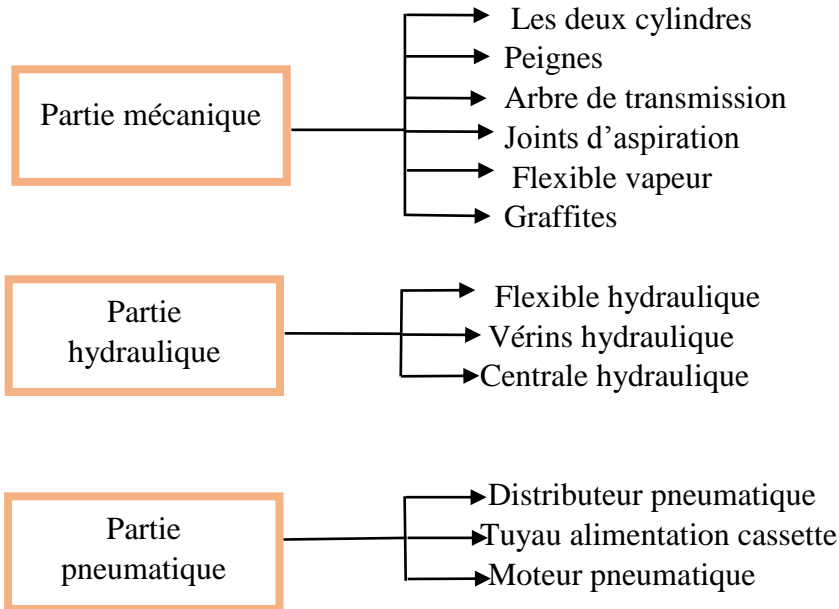 Partie mécanique
Les deux cylindres
Peignes
Arbre de transmission
Joints d’aspiration
Flexible vapeur
Graffites
Partie
hydraulique
Flexible hydraulique
Vérins hydraulique
Centrale hydraulique
Partie
pneumatique
Distributeur pneumatique
Tuyau alimentation cassette
Moteur pneumatique